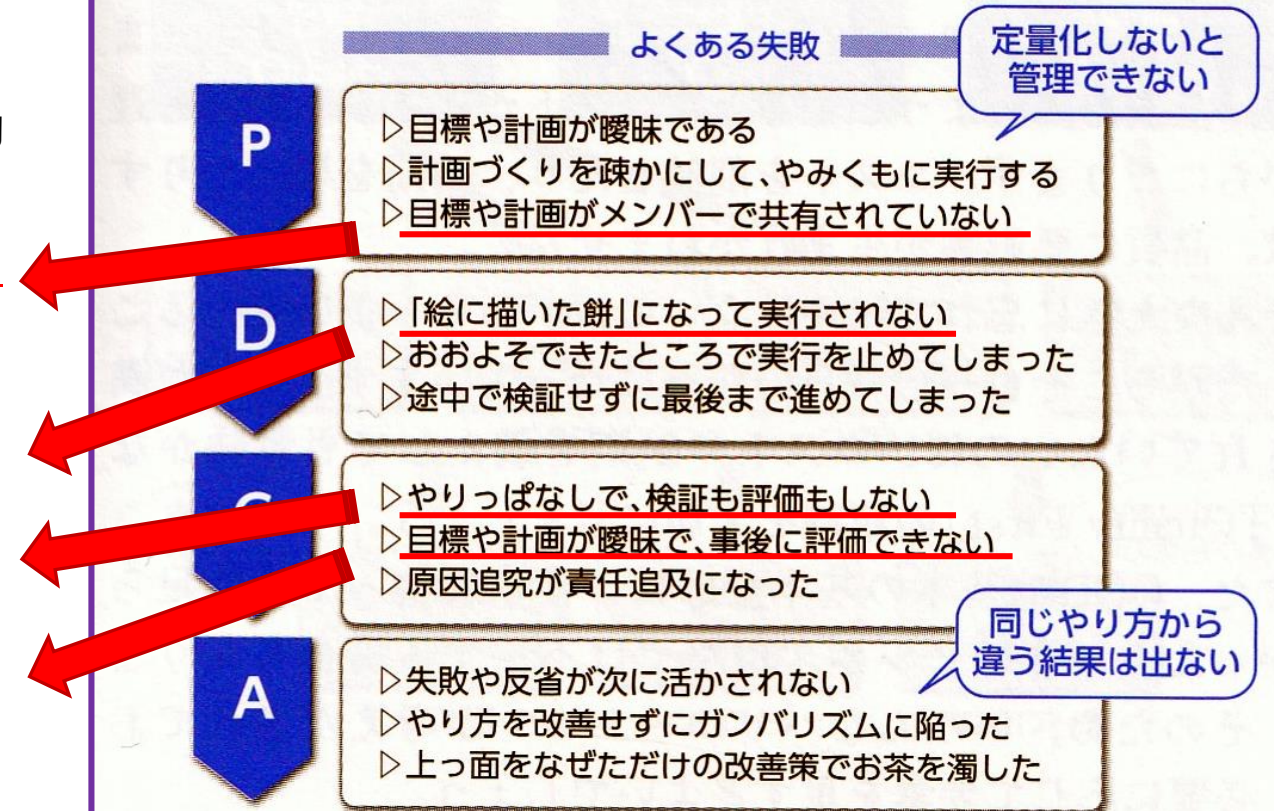 よくある失敗
定量化しないと
管理できない
P
▷目標や計画が曖昧である
▷計画づくりを疎かにして、やみくもに実行する
▷目標や計画がメンバーで共有されていない
D
▷「絵に描いた餅」になって実行されない
▷おおよそできたところで実行を止めてしまった
▷途中で検証せずに最後まで進めてしまった
▷やりっぱなしで、検証も評価もしない
▷目標や計画が曖昧で、事後に評価できない
▷原因追究が責任追及になった
同じやり方から
違う結果は出ない
A
▷失敗や反省が次に活かされない
▷やり方を改善せずにガンバリズムに陥った
▷上っ面をなぜただけの改善策でお茶を濁した